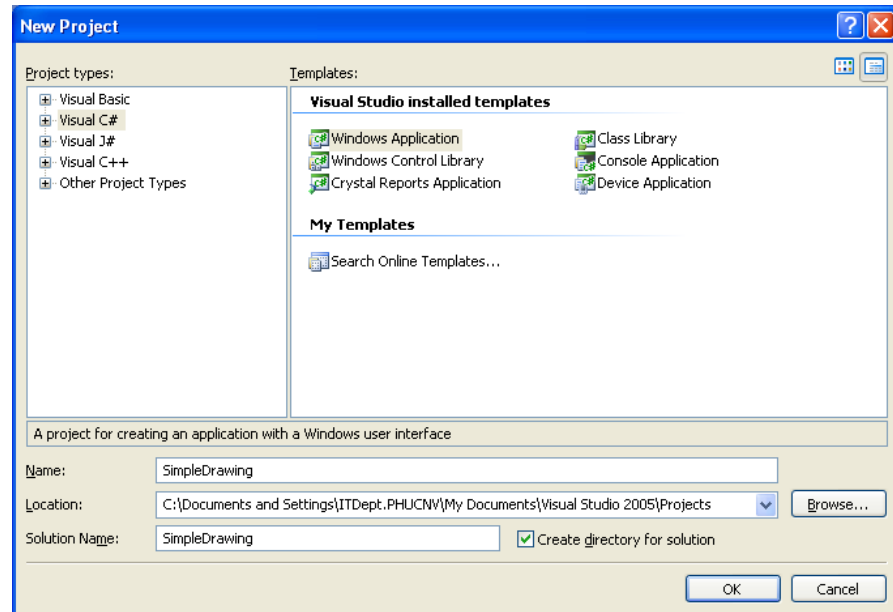 New Project
Project types:
Templates:
Visual Basic
Visual C#
Visual J#
Visual C++
Other Project Types
Visual Studio installed templates
Windows Application
Class Library
Windows Control Library
Console Application
Crystal Reports Application
Device Application
My Templates
Search Online Templates...
A project for creating an application with a Windows user interface
Name:
SimpleDrawing
Location:
C:\Documents and Settings\ITDept.PHUCNV\My Documents\Visual Studio 2005\Projects
Browse...
Solution Name:
SimpleDrawing
Create directory for solution
OK
Cancel